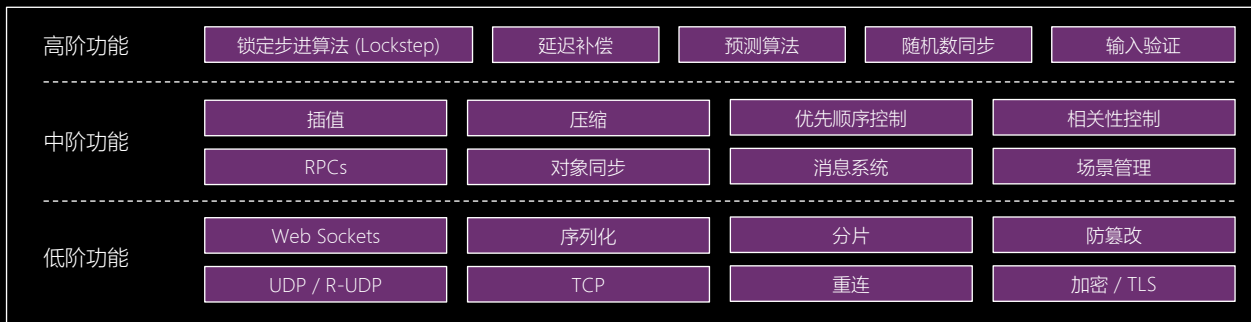 高阶功能 锁定步进算法 (Lockstep) 延迟补偿 预测算法 随机数同步 输入验证
中阶功能
插值 压缩 优先顺序控制 相关性控制
RPCs 对象同步 消息系统 场景管理
低阶功能
Web Sockets 序列化 分片 防篡改
UDP / R-UDP TCP 重连 加密 / TLS